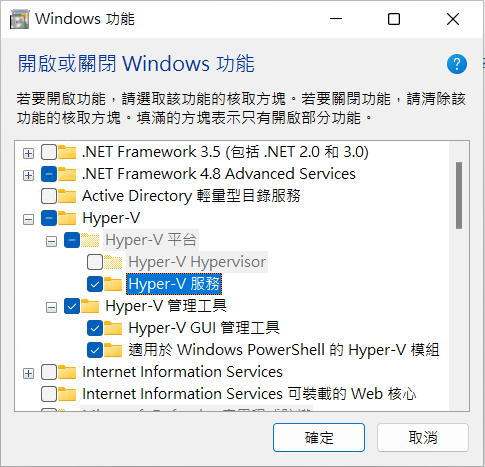 Windows 功能
開啟或關閉 Windows 功能
若要開啟功能，請選取該功能的核取方塊。若要關閉功能，請清除該
功能的核取方塊。填滿的方塊表示只有開啟部分功能。
.NET Framework 3.5 (包括 .NET 2.0 和 3.0)
.NET Framework 4.8 Advanced Services
Active Directory 輕量型目錄服務
Hyper-V
Hyper-V 平台
Hyper-V Hypervisor
Hyper-V 服務
Hyper-V 管理工具
Hyper-V GUI 管理工具
適用於 Windows PowerShell 的 Hyper-V 模組
Internet Information Services
Internet Information Services 可裝載的 Web 核心
確定
取消